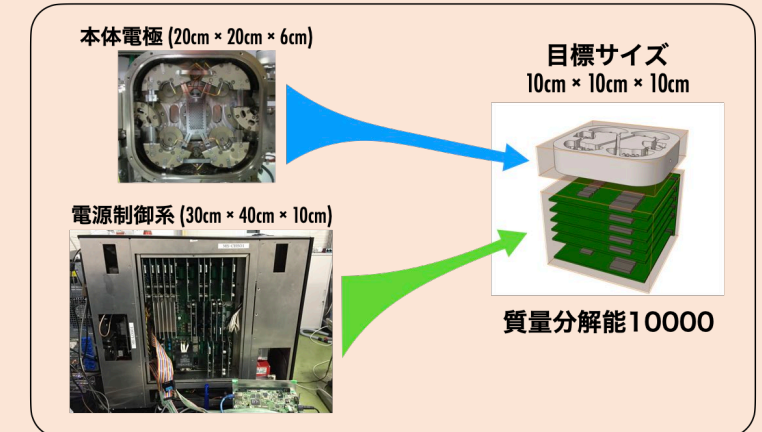 本体電極 (20cm × 20cm × 6cm)
電源制御系 (30cm × 40cm × 10cm)
目標サイズ
10cm × 10cm × 10cm
質量分解能10000